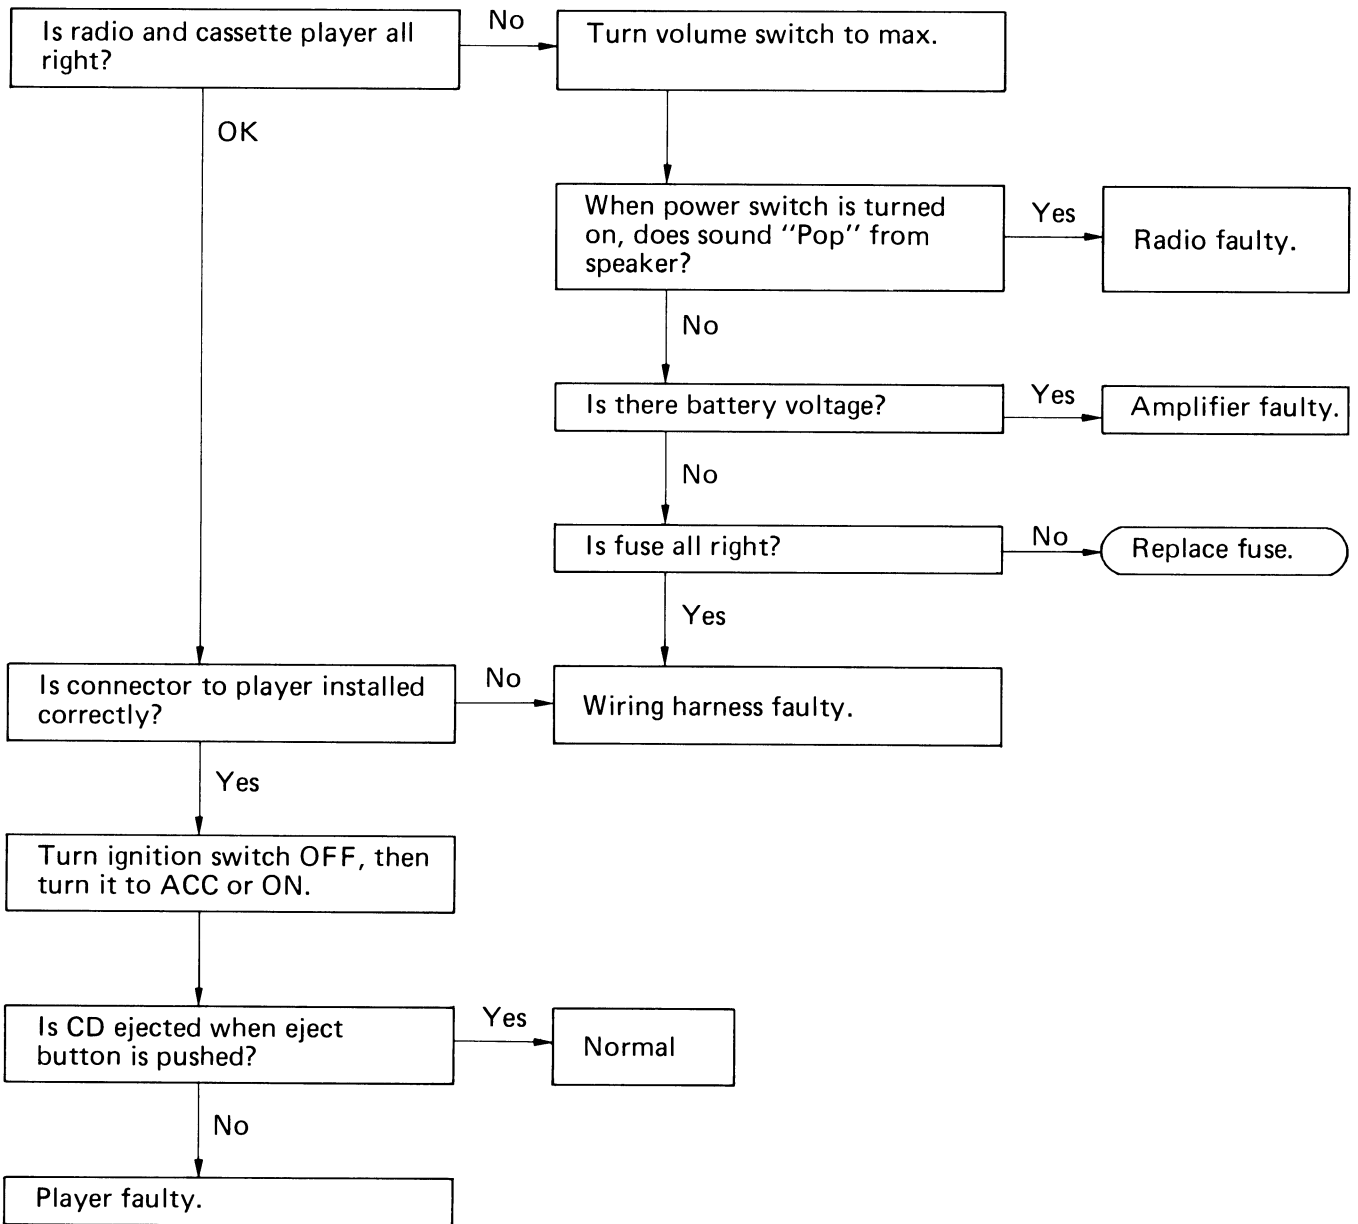 Is radio and cassette player all
right?
No
Turn volume switch to max.
OK
When power switch is turned
on, does sound "Pop" from
speaker?
Yes
Radio faulty.
No
Is there battery voltage?
Yes
Amplifier faulty.
No
Is fuse all right?
No
Replace fuse.
Yes
Is connector to player installed
correctly?
No
Wiring harness faulty.
Yes
Turn ignition switch OFF, then
turn it to ACC or ON.
Is CD ejected when eject
button is pushed?
Yes
Normal
No
Player faulty.